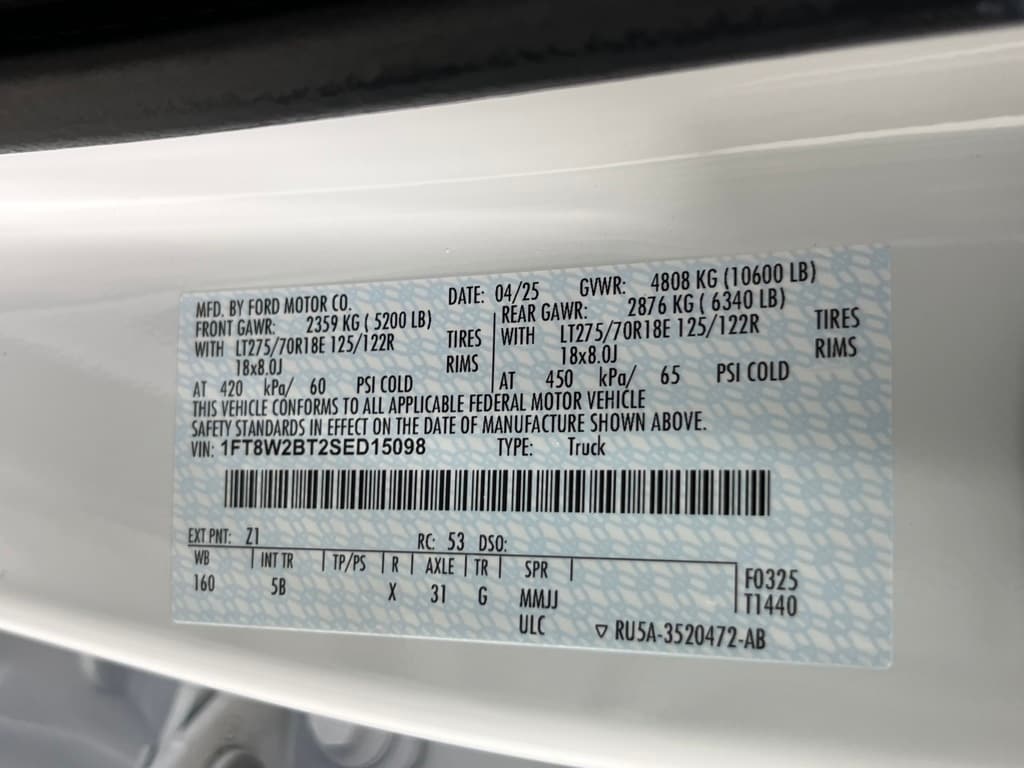 MFD. BY FORD MOTOR CO. DATE: 04/25 GVWR: 4808 KG (10600 LB)
FRONT GAWR: 2359 KG ( 5200 LB) REAR GAWR: 2876 KG ( 6340 LB)
WITH LT275/70R18E 125/122R TIRES WITH LT275/70R18E 125/122R TIRES
18x8.0J RIMS 18x8.0J RIMS
AT 420 kPa/ 60 PSI COLD AT 450 kPa/ 65 PSI COLD
THIS VEHICLE CONFORMS TO ALL APPLICABLE FEDERAL MOTOR VEHICLE
SAFETY STANDARDS IN EFFECT ON THE DATE OF MANUFACTURE SHOWN ABOVE.
VIN: 1FT8W2BT2SED15098 TYPE: Truck
EXT PNT: Z1 RC: 53 DSO:
WB INT TR TP/PS R AXLE TR SPR F0325
160 5B X 31 G MMJJ T1440
ULC ▽ RU5A-3520472-AB